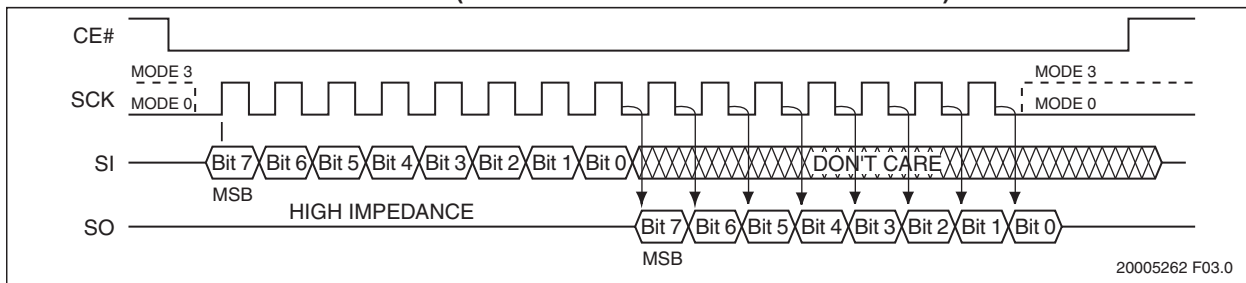 CE#
MODE 3
MODE 3
SCK
MODE 0
MODE 0
SI
Bit 7
Bit 6
Bit 5
Bit 4
Bit 3
Bit 2
Bit 1
Bit 0
DON'T CARE
MSB
HIGH IMPEDANCE
SO
Bit 7
Bit 6
Bit 5
Bit 4
Bit 3
Bit 2
Bit 1
Bit 0
MSB
20005262 F03.0